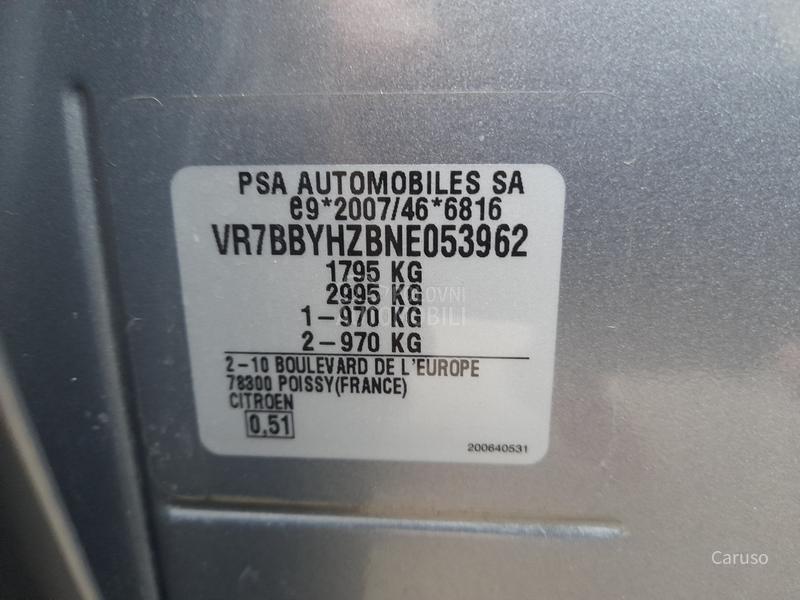 PSA AUTOMOBILES SA
e9*2007/46*6816
VR7BBYHZBNE053962
1795 KG
2995 KG
1-970 KG
2-970 KG
2-10 BOULEVARD DE L'EUROPE
78300 POISSY(FRANCE)
CITROEN
0,51
200640531
Caruso